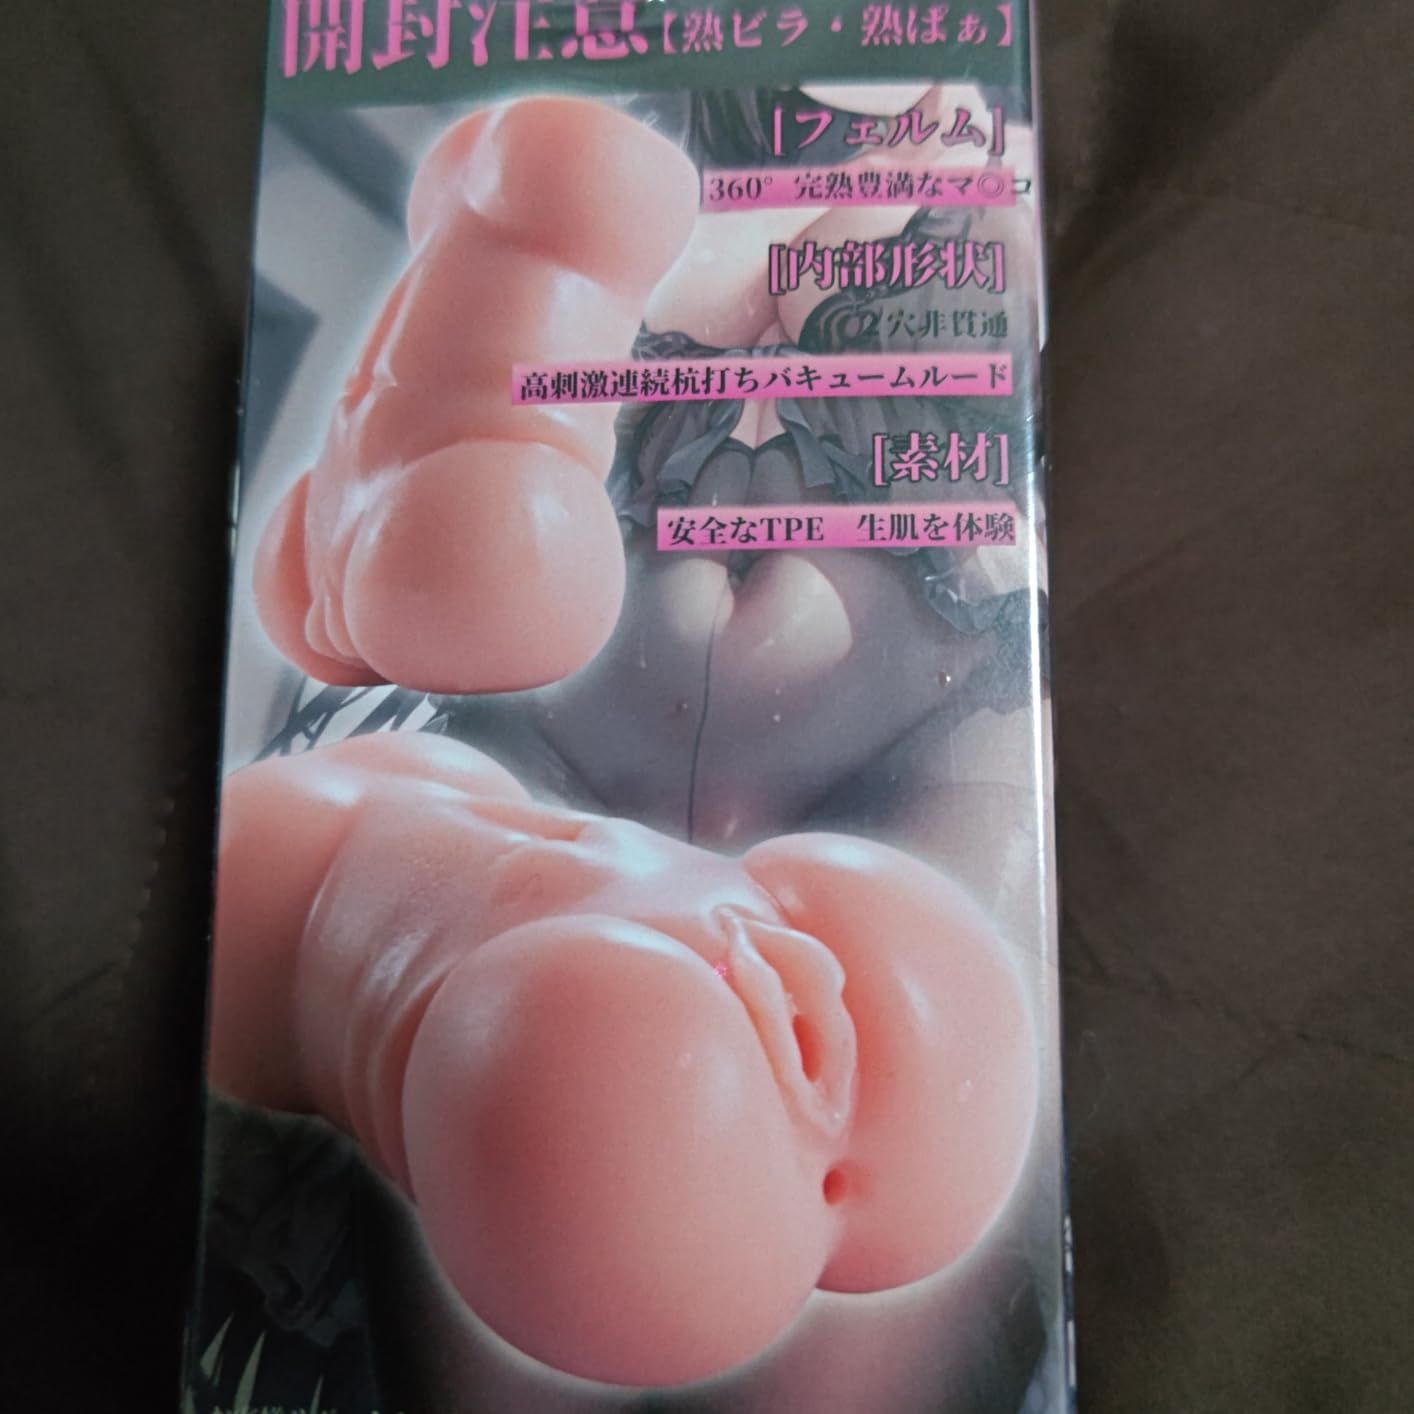 開封注意【熟ビラ・熟ぱぁ】
[フェルム]
360°完熟豊満なマ◎コ
[内部形状]
2穴非貫通
高刺激連続杭打ちバキュームルード
[素材]
安全なTPE 生肌を体験